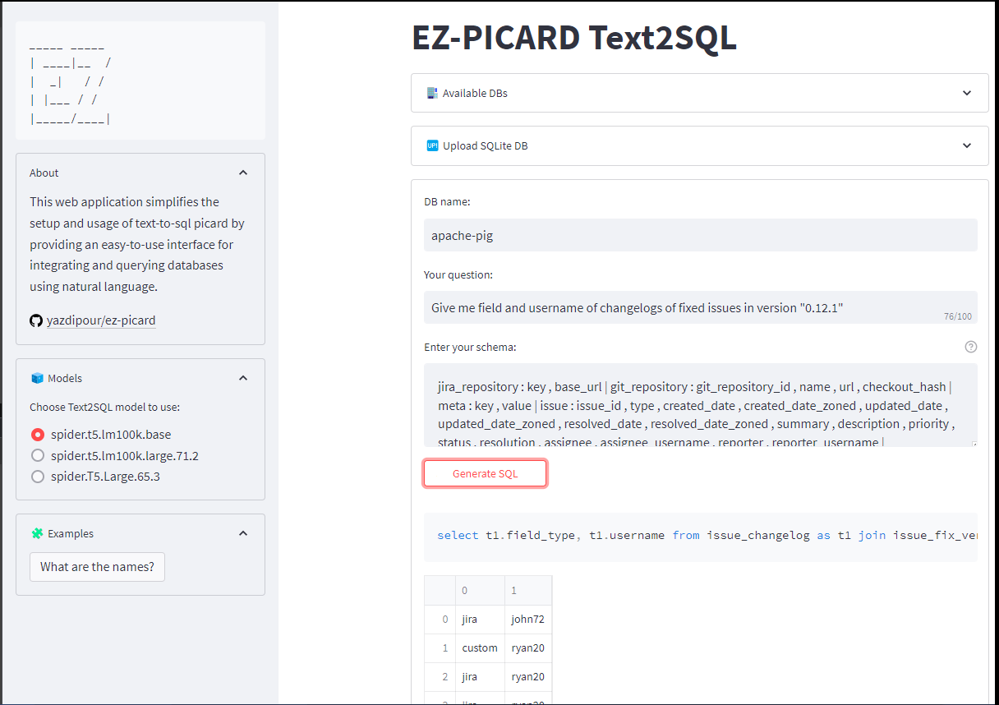 _____ _____
| ____|__  /
|  _|   / /
| |___ / /
|_____/____|
About
This web application simplifies the
setup and usage of text-to-sql picard by
providing an easy-to-use interface for
integrating and querying databases
using natural language.
yazdipour/ez-picard
Models
Choose Text2SQL model to use:
spider.t5.lm100k.base
spider.t5.lm100k.large.71.2
spider.T5.Large.65.3
Examples
What are the names?
EZ-PICARD Text2SQL
Available DBs
UP! Upload SQLite DB
DB name:
apache-pig
Your question:
Give me field and username of changelogs of fixed issues in version "0.12.1"
76/100
Enter your schema:
jira_repository : key , base_url | git_repository : git_repository_id , name , url , checkout_hash |
meta : key , value | issue : issue_id , type , created_date , created_date_zoned , updated_date ,
updated_date_zoned , resolved_date , resolved_date_zoned , summary , description , priority ,
status , resolution , assignee , assignee_username , reporter , reporter_username |
Generate SQL
select t1.field_type, t1.username from issue_changelog as t1 join issue_fix_ver
0 1
0 jira john72
1 custom ryan20
2 jira ryan20
3 jira ryan20